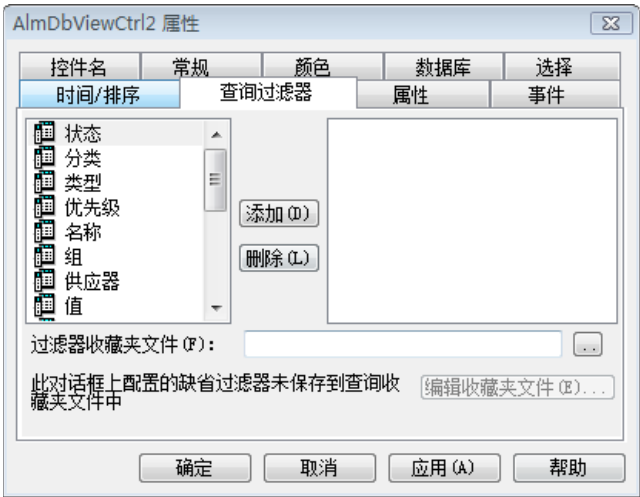 AlmDbViewCtrl2 属性
控件名 常规 颜色 数据库 选择
时间/排序 查询过滤器 属性 事件
状态
分类
类型
优先级
名称
组
供应器
值
添加(D)
删除(L)
过滤器收藏夹文件(F):
..
此对话框上配置的缺省过滤器未保存到查询收
藏夹文件中
编辑收藏夹文件(E)...
确定 取消 应用(A) 帮助